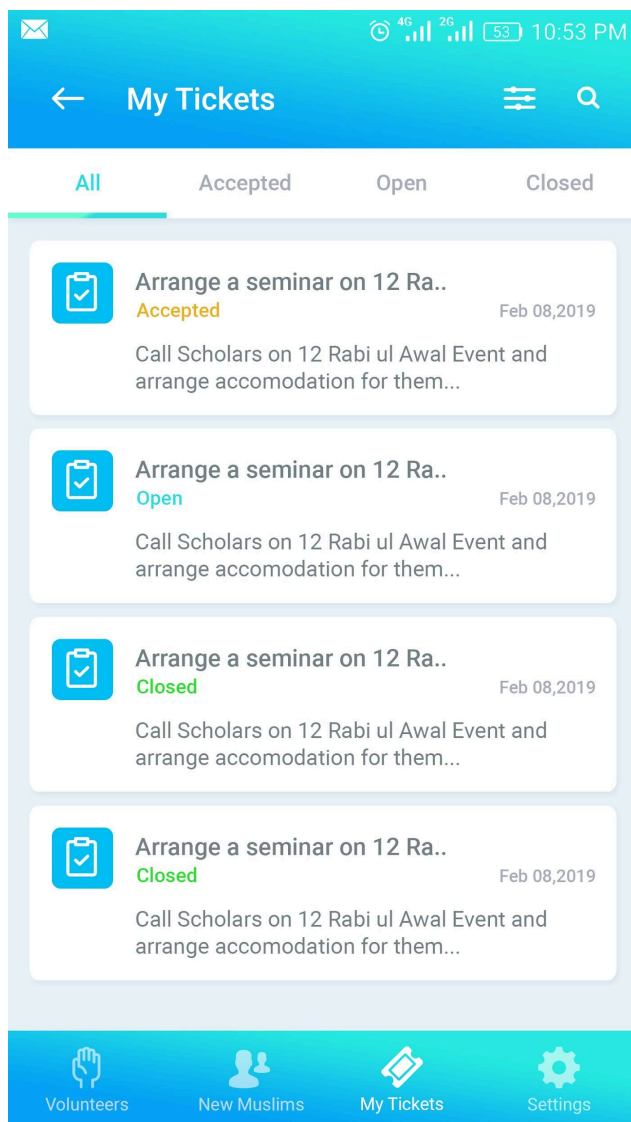 4G 2G 53 10:53 PM
My Tickets
All Accepted Open Closed
Arrange a seminar on 12 Ra..
Accepted Feb 08,2019
Call Scholars on 12 Rabi ul Awal Event and
arrange accomodation for them...
Arrange a seminar on 12 Ra..
Open Feb 08,2019
Call Scholars on 12 Rabi ul Awal Event and
arrange accomodation for them...
Arrange a seminar on 12 Ra..
Closed Feb 08,2019
Call Scholars on 12 Rabi ul Awal Event and
arrange accomodation for them...
Arrange a seminar on 12 Ra..
Closed Feb 08,2019
Call Scholars on 12 Rabi ul Awal Event and
arrange accomodation for them...
Volunteers New Muslims My Tickets Settings